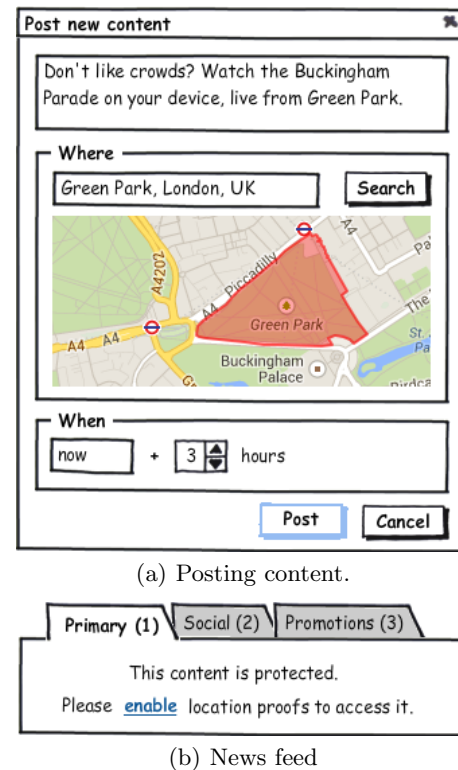 Post new content
Don't like crowds? Watch the Buckingham
Parade on your device, live from Green Park.
Where
Green Park, London, UK
Search
A4202
Piccadilly
A4
A4
A4
A4
Green Park
The
St.
Pa
Pa
Buckingham
Palace
Birdca
When
now + 3 hours
Post Cancel
(a) Posting content.
Primary (1) Social (2) Promotions (3)
This content is protected.
Please enable location proofs to access it.
(b) News feed